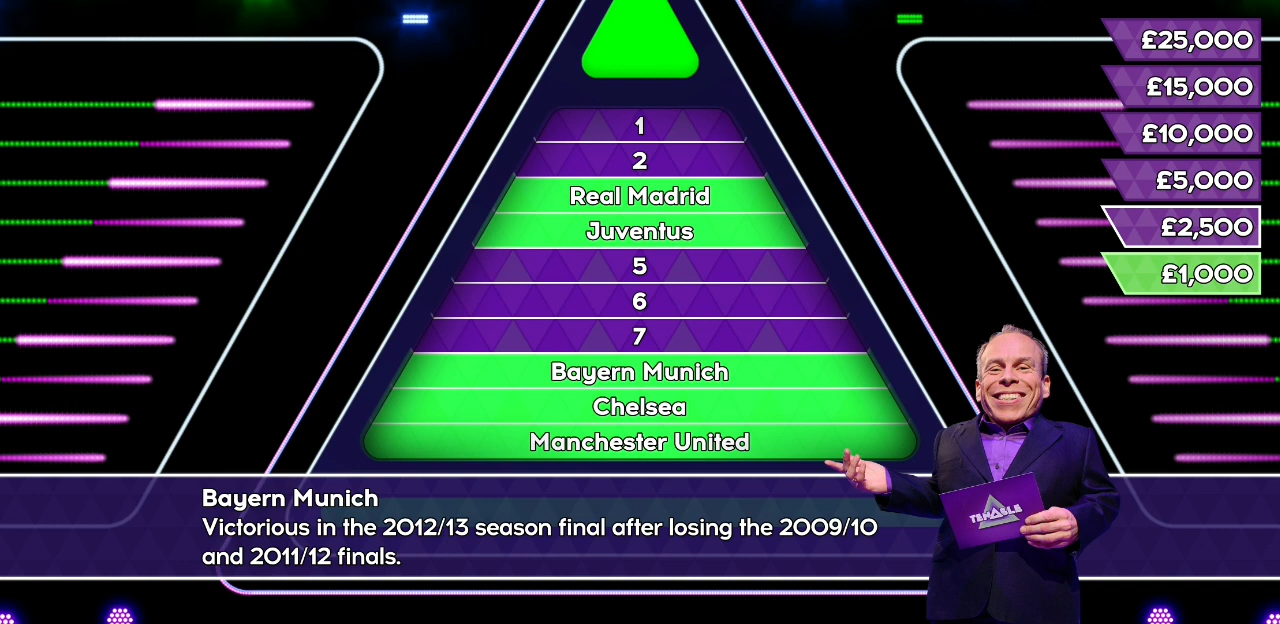 £25,000
£15,000
£10,000
£5,000
£2,500
£1,000
1
2
Real Madrid
Juventus
5
6
7
Bayern Munich
Chelsea
Manchester United
TENABLE
Bayern Munich
Victorious in the 2012/13 season final after losing the 2009/10
and 2011/12 finals.